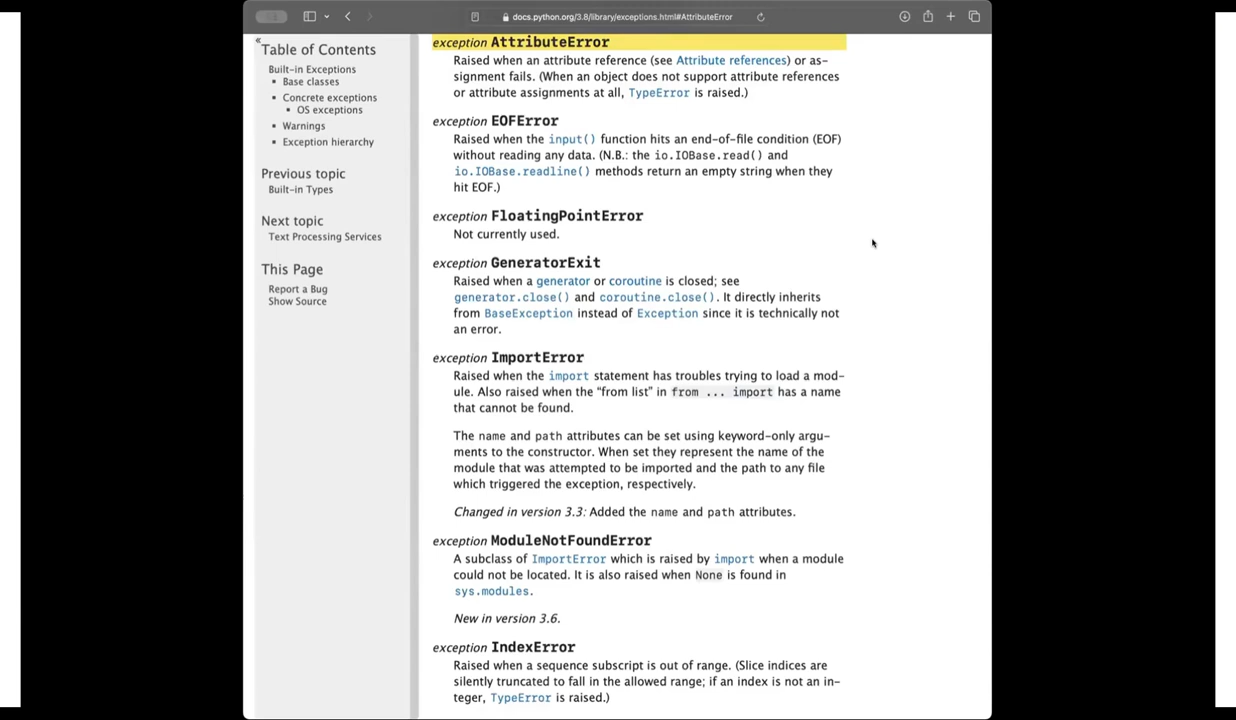 docs.python.org/3.8/library/exceptions.html#AttributeError
«
Table of Contents
Built-in Exceptions
▪ Base classes
▪ Concrete exceptions
▪ OS exceptions
▪ Warnings
▪ Exception hierarchy
Previous topic
Built-in Types
Next topic
Text Processing Services
This Page
Report a Bug
Show Source
exception AttributeError
Raised when an attribute reference (see Attribute references) or as-
signment fails. (When an object does not support attribute references
or attribute assignments at all, TypeError is raised.)
exception EOFError
Raised when the input() function hits an end-of-file condition (EOF)
without reading any data. (N.B.: the io.IOBase.read() and
io.IOBase.readline() methods return an empty string when they
hit EOF.)
exception FloatingPointError
Not currently used.
exception GeneratorExit
Raised when a generator or coroutine is closed; see
generator.close() and coroutine.close(). It directly inherits
from BaseException instead of Exception since it is technically not
an error.
exception ImportError
Raised when the import statement has troubles trying to load a mod-
ule. Also raised when the “from list” in from ... import has a name
that cannot be found.
The name and path attributes can be set using keyword-only argu-
ments to the constructor. When set they represent the name of the
module that was attempted to be imported and the path to any file
which triggered the exception, respectively.
Changed in version 3.3: Added the name and path attributes.
exception ModuleNotFoundError
A subclass of ImportError which is raised by import when a module
could not be located. It is also raised when None is found in
sys.modules.
New in version 3.6.
exception IndexError
Raised when a sequence subscript is out of range. (Slice indices are
silently truncated to fall in the allowed range; if an index is not an in-
teger, TypeError is raised.)